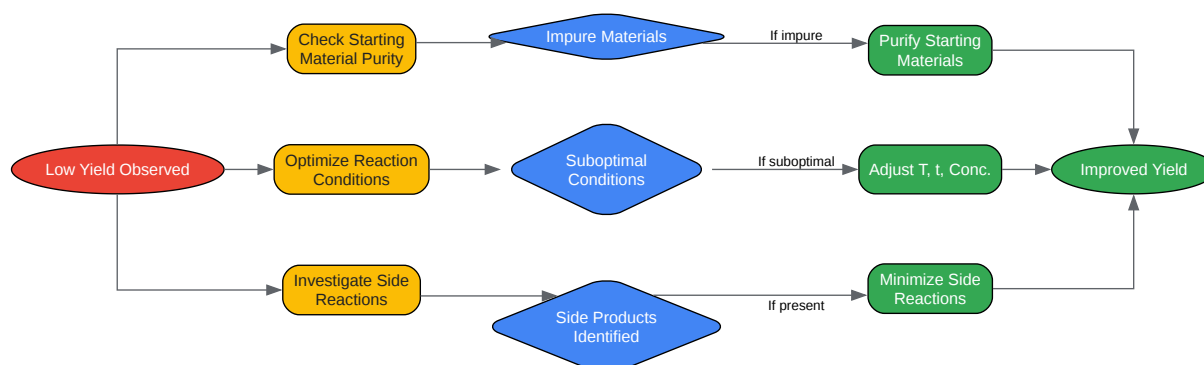 Check Starting
Material Purity
Impure Materials
If impure
Purify Starting
Materials
Low Yield Observed
Optimize Reaction
Conditions
Suboptimal
Conditions
If suboptimal
Adjust T, t, Conc.
Improved Yield
Investigate Side
Reactions
Side Products
Identified
If present
Minimize Side
Reactions